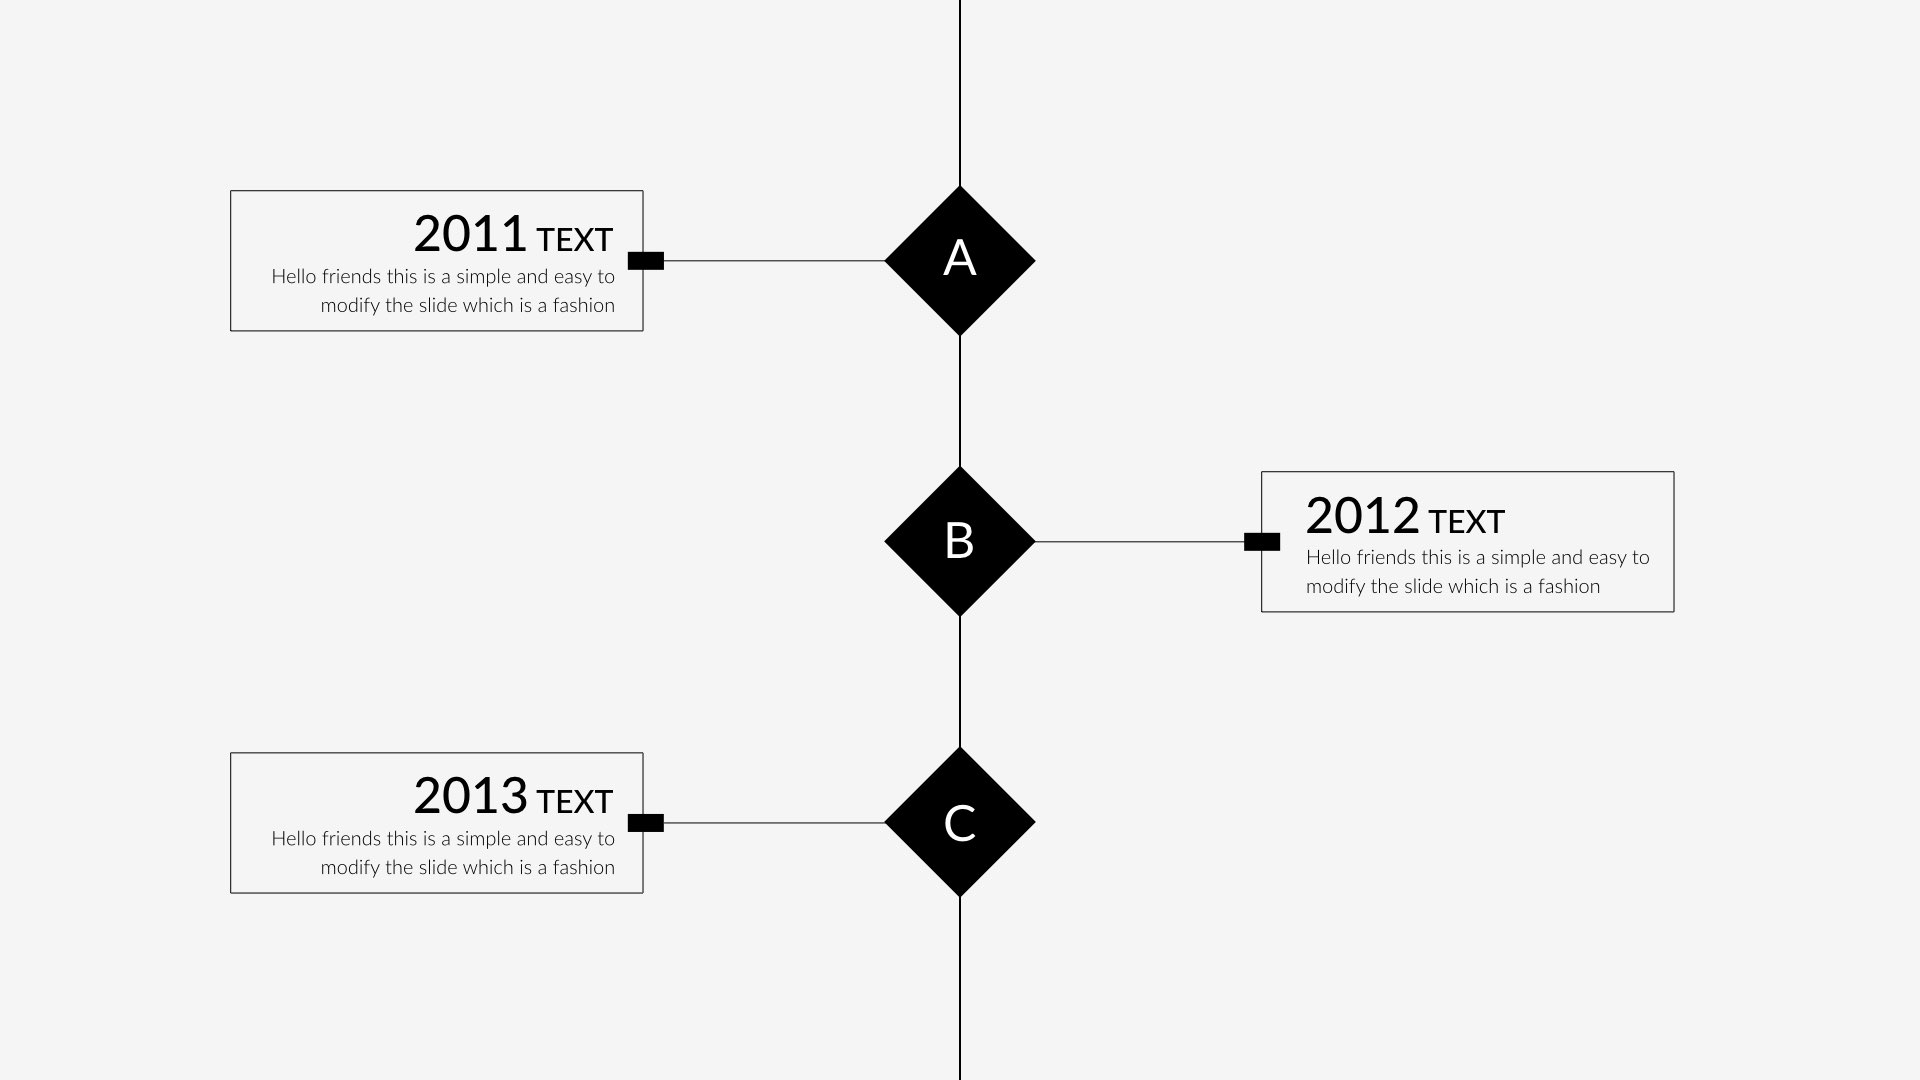 2011 TEXT
Hello friends this is a simple and easy to
modify the slide which is a fashion
A
B
2012 TEXT
Hello friends this is a simple and easy to
modify the slide which is a fashion
2013 TEXT
Hello friends this is a simple and easy to
modify the slide which is a fashion
C